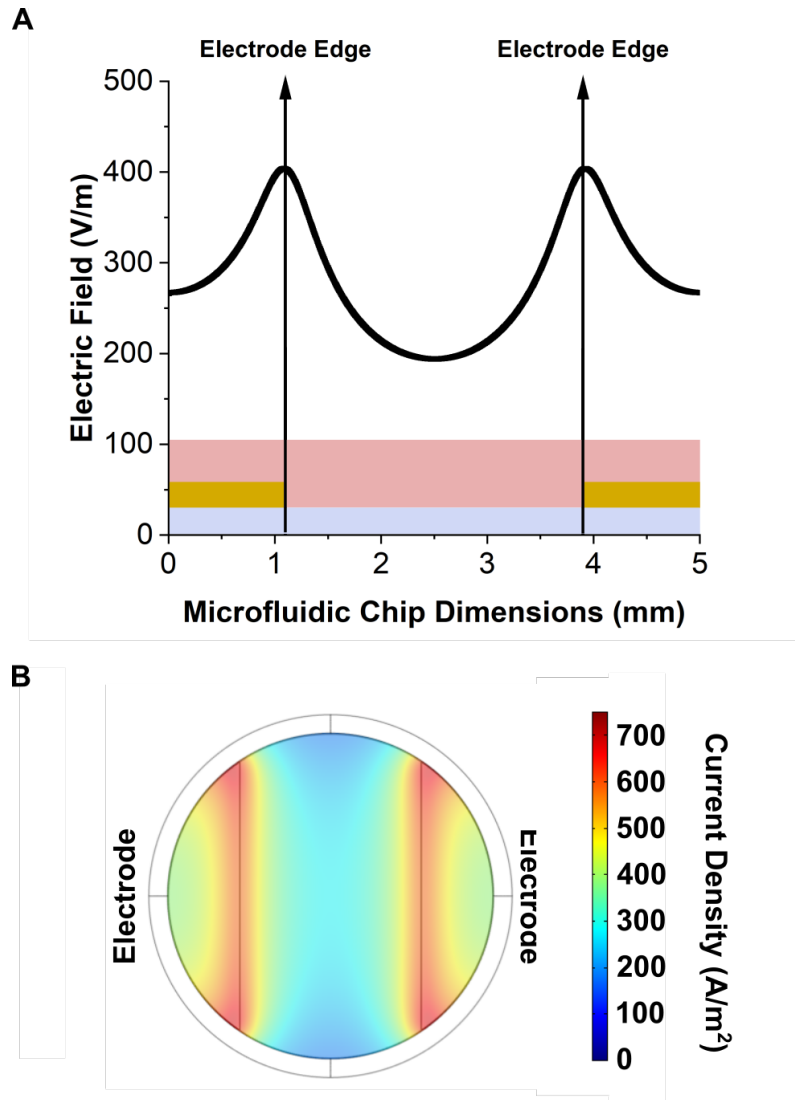 A
Electrode Edge Electrode Edge
500
400
300
200
100
0
Electric Field (V/m)
0 1 2 3 4 5
Microfluidic Chip Dimensions (mm)
B
Electrode
Electrode
700
600
500
400
300
200
100
0
Current Density (A/m²)